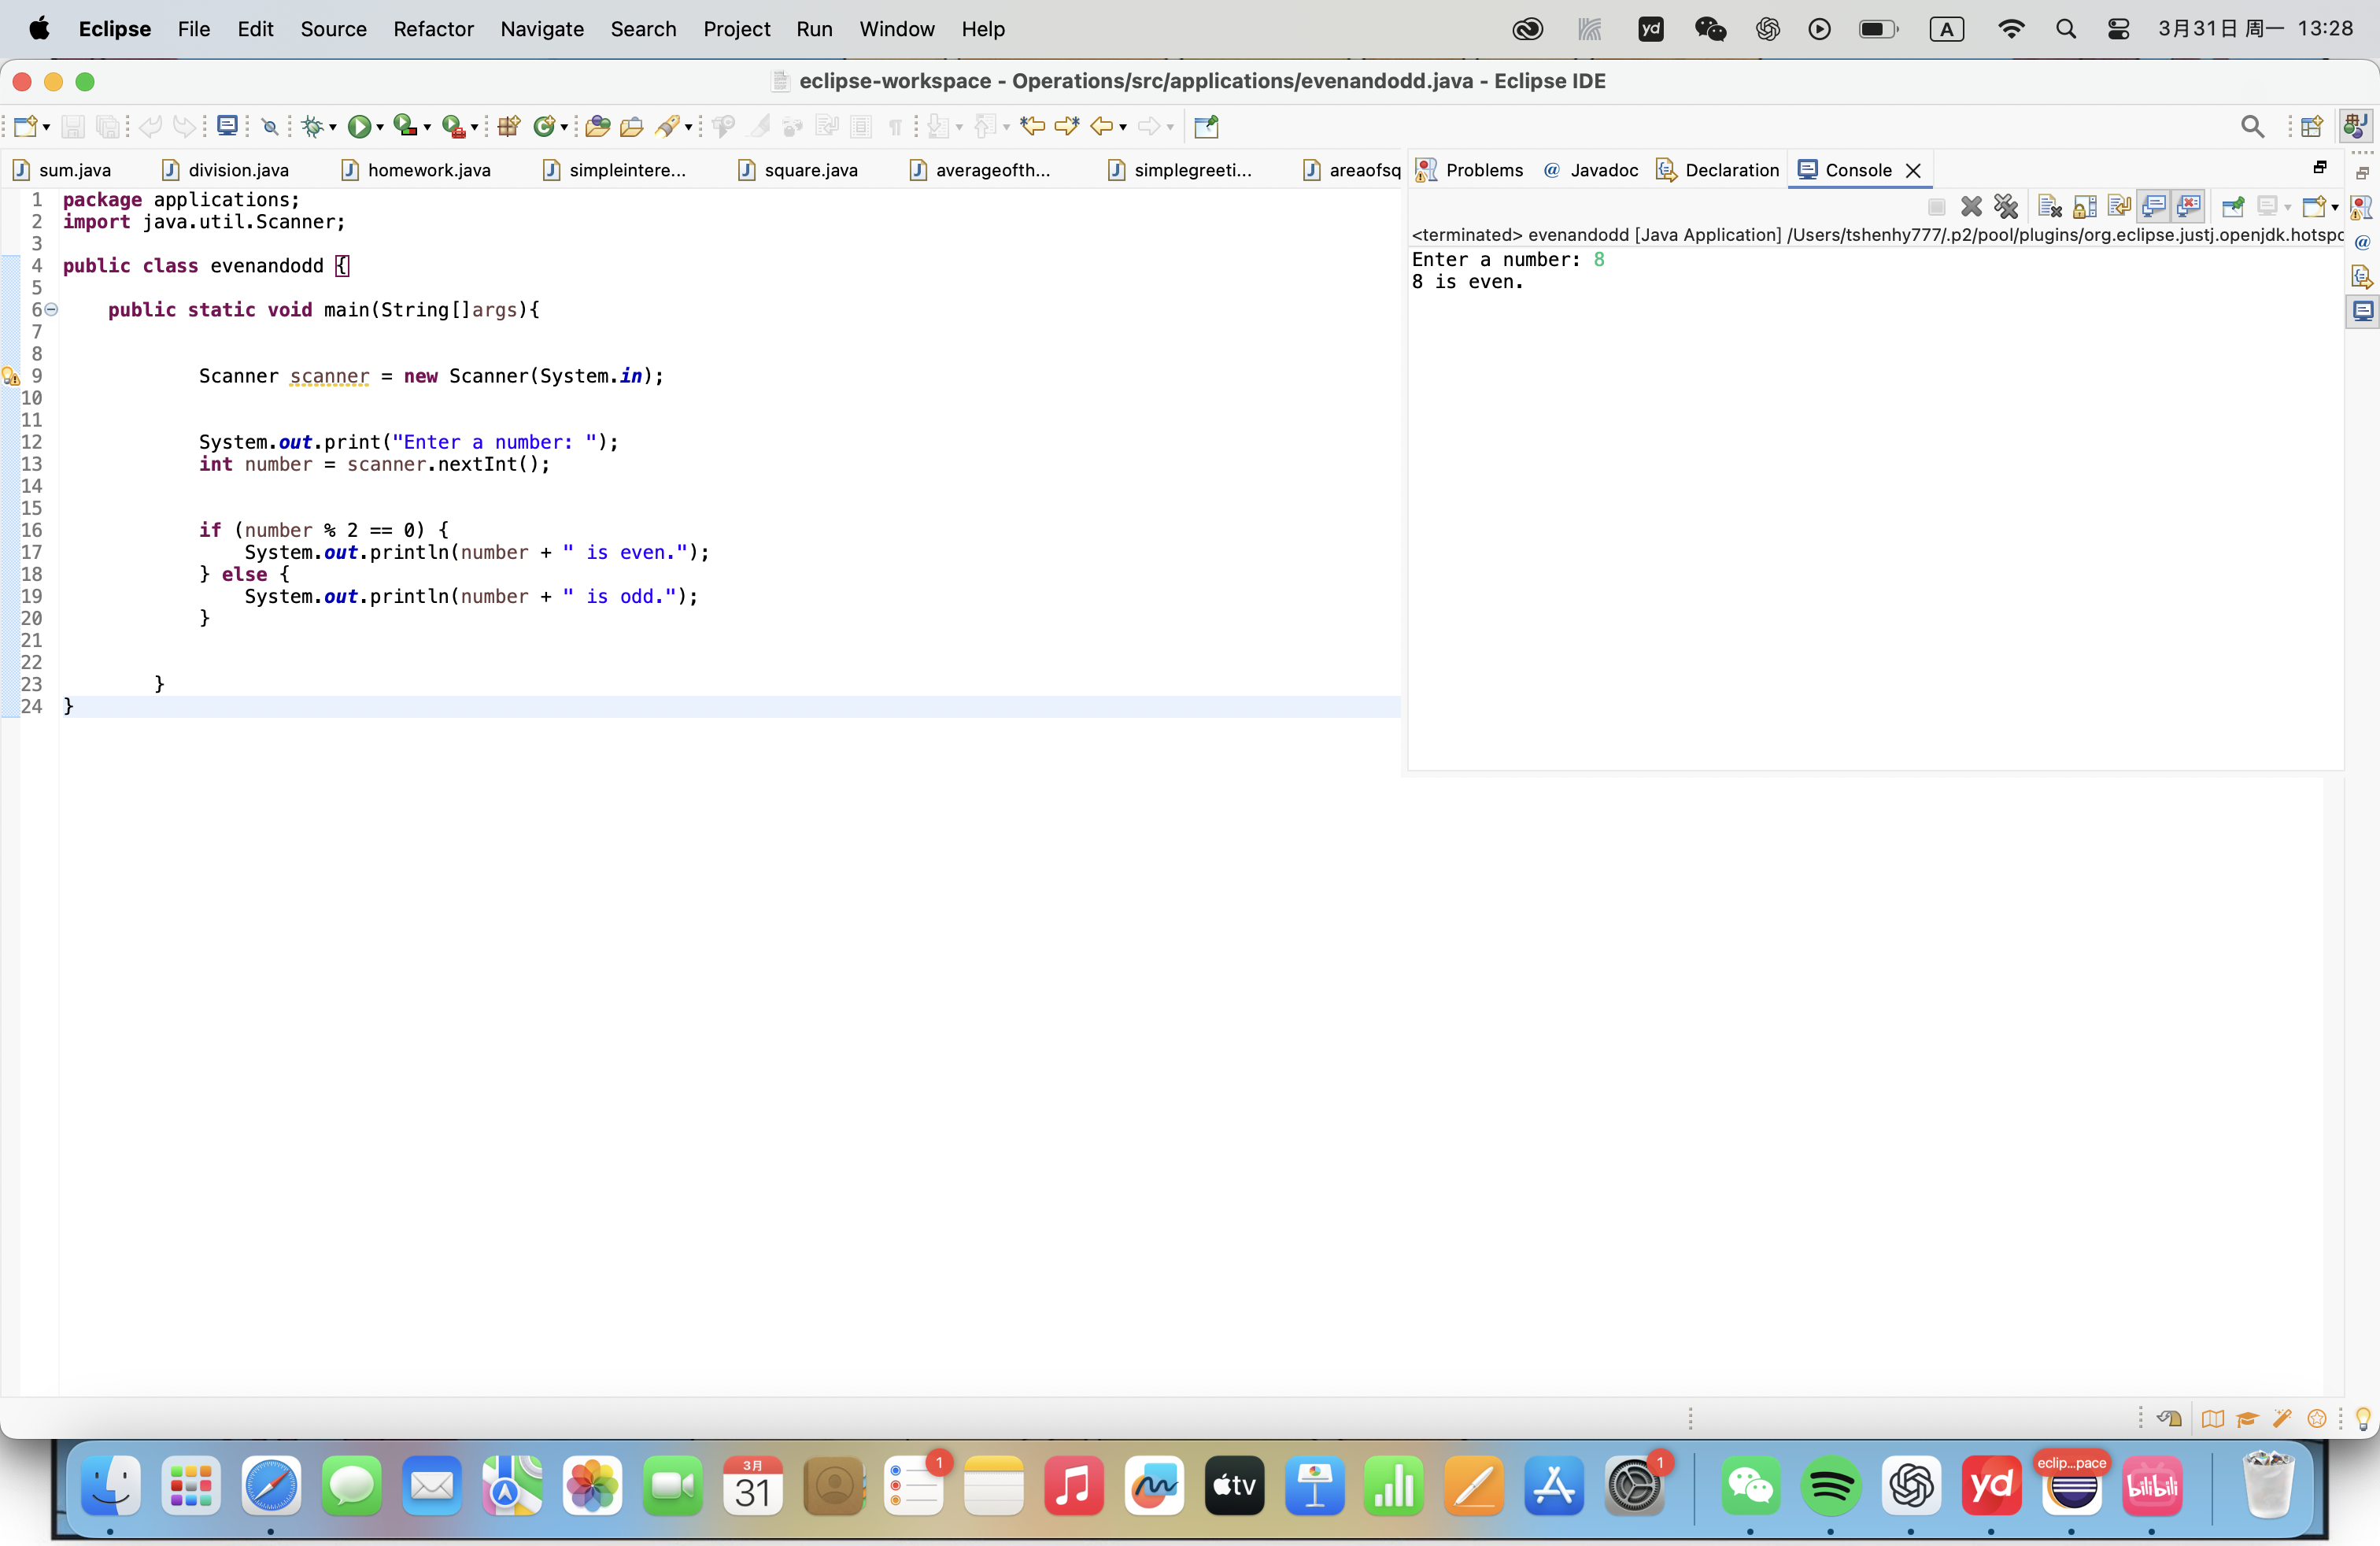 Eclipse File Edit Source Refactor Navigate Search Project Run Window Help yd A 3月31日 周一 13:28
eclipse-workspace - Operations/src/applications/evenandodd.java - Eclipse IDE
sum.java division.java homework.java simpleintere... square.java averageofth... simplegreeti... areaofsq
Problems Javadoc Declaration Console
1 package applications;
2 import java.util.Scanner;
3
4 public class evenandodd {
5
6 public static void main(String[]args){
7
8
9 Scanner scanner = new Scanner(System.in);
10
11
12 System.out.print("Enter a number: ");
13 int number = scanner.nextInt();
14
15
16 if (number % 2 == 0) {
17 System.out.println(number + " is even.");
18 } else {
19 System.out.println(number + " is odd.");
20 }
21
22
23 }
24 }
<terminated> evenandodd [Java Application] /Users/tshenhy777/.p2/pool/plugins/org.eclipse.justj.openjdk.hotspo
Enter a number: 8
8 is even.
3月
31
1
tv
1
yd
eclip...pace
bilibili